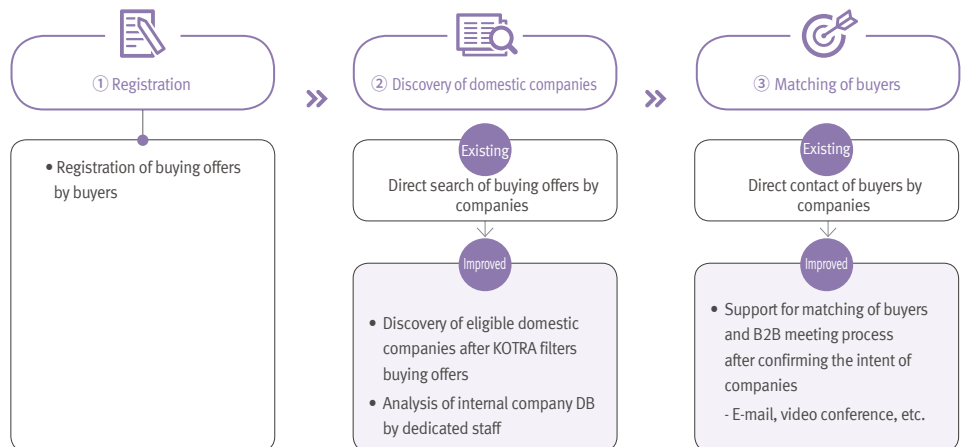 ① Registration
• Registration of buying offers
by buyers
② Discovery of domestic companies
Existing
Direct search of buying offers by
companies
Improved
• Discovery of eligible domestic
companies after KOTRA filters
buying offers
• Analysis of internal company DB
by dedicated staff
③ Matching of buyers
Existing
Direct contact of buyers by
companies
Improved
• Support for matching of buyers
and B2B meeting process
after confirming the intent of
companies
- E-mail, video conference, etc.